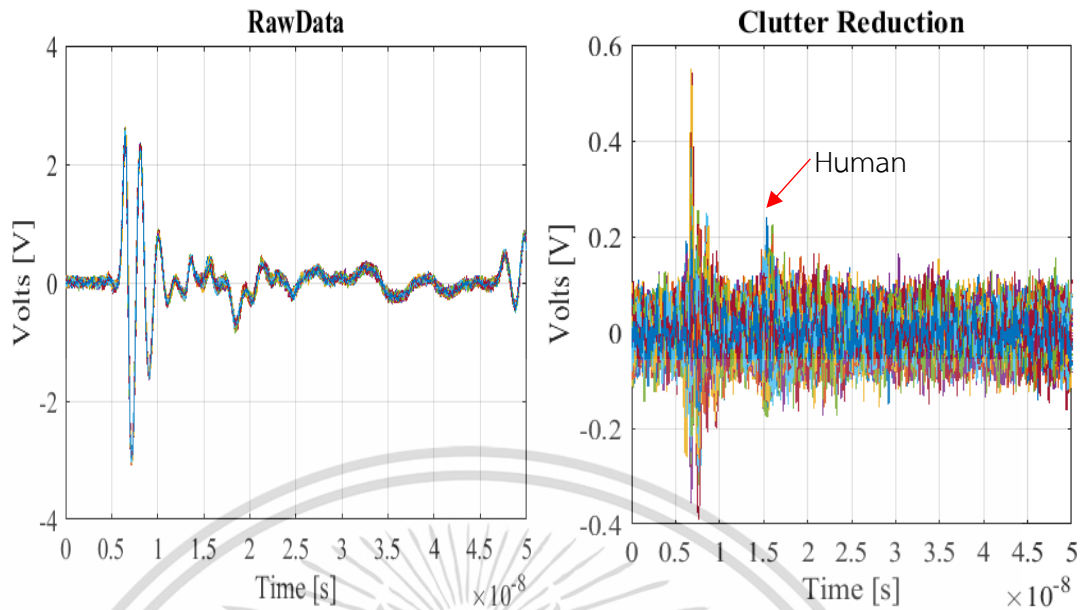 RawData
4
2
0
-2
-4
Volts [V]
0 0.5 1 1.5 2 2.5 3 3.5 4 4.5 5
Time [s]
×10-8
Clutter Reduction
0.6
0.4
0.2
0
-0.2
-0.4
Volts [V]
Human
0 0.5 1 1.5 2 2.5 3 3.5 4 4.5 5
Time [s]
×10-8